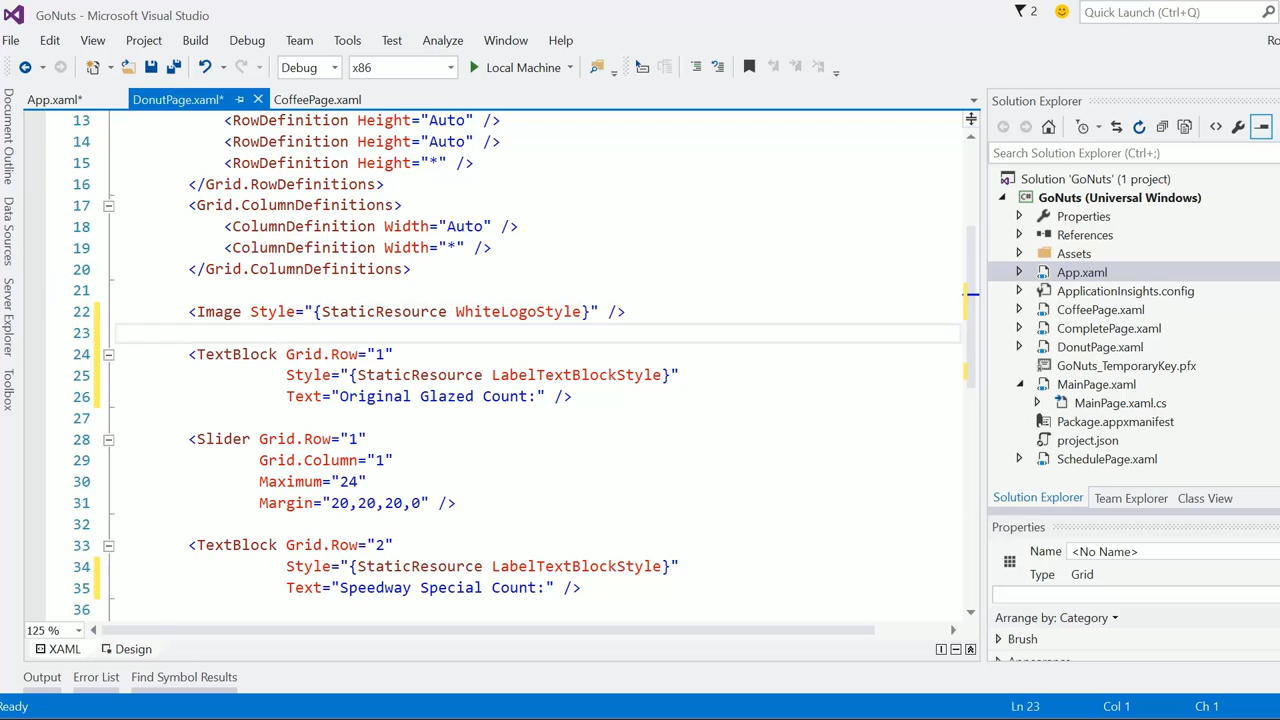 GoNuts - Microsoft Visual Studio
2
Quick Launch (Ctrl+Q)
File Edit View Project Build Debug Team Tools Test Analyze Window Help
Ro
Debug x86 Local Machine
App.xaml* DonutPage.xaml* CoffeePage.xaml
Document Outline
Data Sources
Server Explorer
Toolbox
13 <RowDefinition Height="Auto" />
14 <RowDefinition Height="Auto" />
15 <RowDefinition Height="*" />
16 </Grid.RowDefinitions>
17 <Grid.ColumnDefinitions>
18 <ColumnDefinition Width="Auto" />
19 <ColumnDefinition Width="*" />
20 </Grid.ColumnDefinitions>
21
22 <Image Style="{StaticResource WhiteLogoStyle}" />
23
24 <TextBlock Grid.Row="1"
25 Style="{StaticResource LabelTextBlockStyle}"
26 Text="Original Glazed Count:" />
27
28 <Slider Grid.Row="1"
29 Grid.Column="1"
30 Maximum="24"
31 Margin="20,20,20,0" />
32
33 <TextBlock Grid.Row="2"
34 Style="{StaticResource LabelTextBlockStyle}"
35 Text="Speedway Special Count:" />
36
125 %
XAML Design
Output Error List Find Symbol Results
Solution Explorer
Search Solution Explorer (Ctrl+;)
Solution 'GoNuts' (1 project)
GoNuts (Universal Windows)
Properties
References
Assets
App.xaml
ApplicationInsights.config
CoffeePage.xaml
CompletePage.xaml
DonutPage.xaml
GoNuts_TemporaryKey.pfx
MainPage.xaml
MainPage.xaml.cs
Package.appxmanifest
project.json
SchedulePage.xaml
Solution Explorer Team Explorer Class View
Properties
Name <No Name>
Type Grid
Arrange by: Category
Brush
Appearance
Ready Ln 23 Col 1 Ch 1